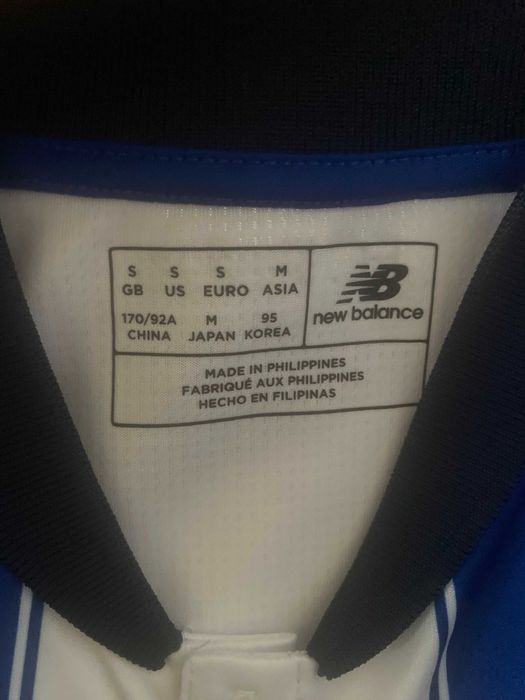 S S S M
GB US EURO ASIA
170/92A M 95
CHINA JAPAN KOREA
NB
new balance
MADE IN PHILIPPINES
FABRIQUÉ AUX PHILIPPINES
HECHO EN FILIPINAS